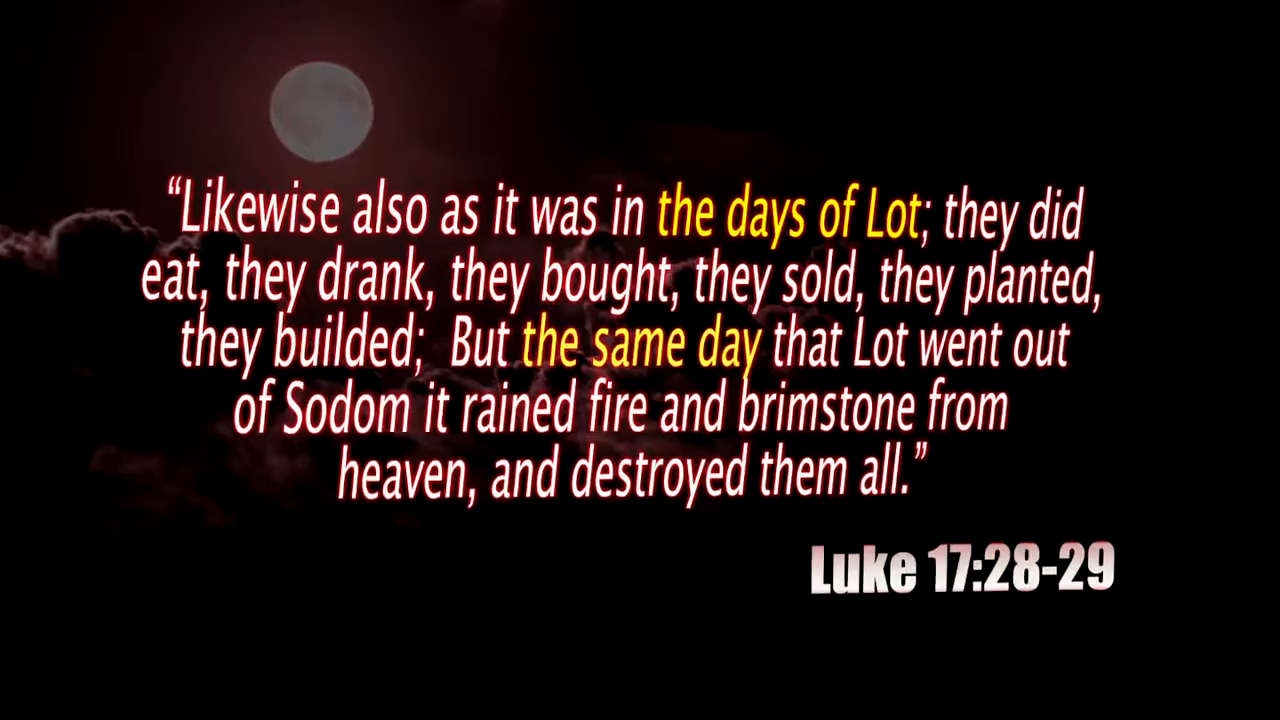 “Likewise also as it was in the days of Lot; they did
eat, they drank, they bought, they sold, they planted,
they builded;  But the same day that Lot went out
of Sodom it rained fire and brimstone from
heaven, and destroyed them all.”
Luke 17:28-29